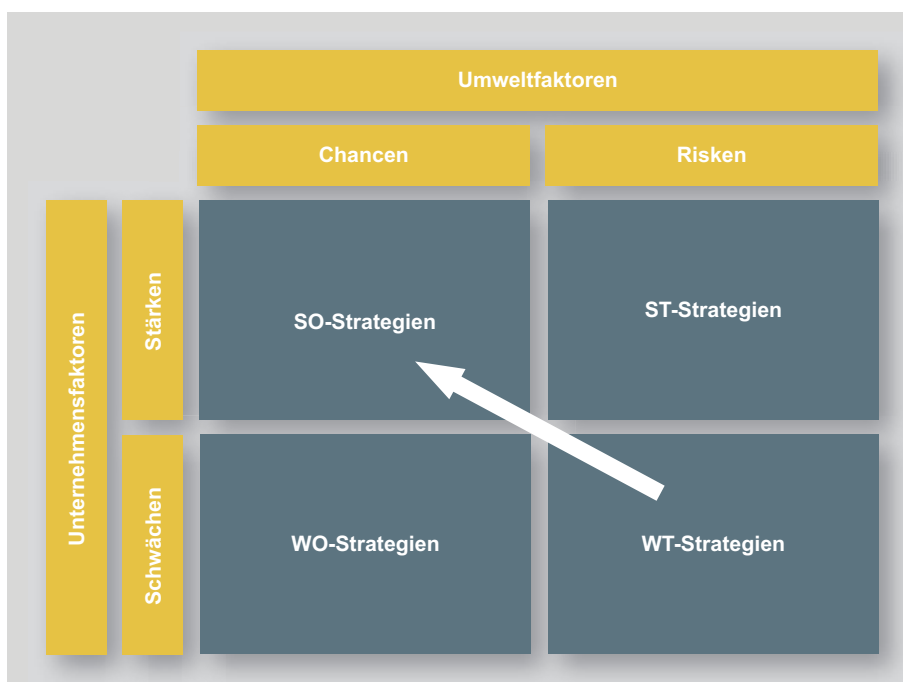 Umweltfaktoren
Chancen
Risken
Unternehmensfaktoren
Stärken
SO-Strategien
ST-Strategien
Schwächen
WO-Strategien
WT-Strategien